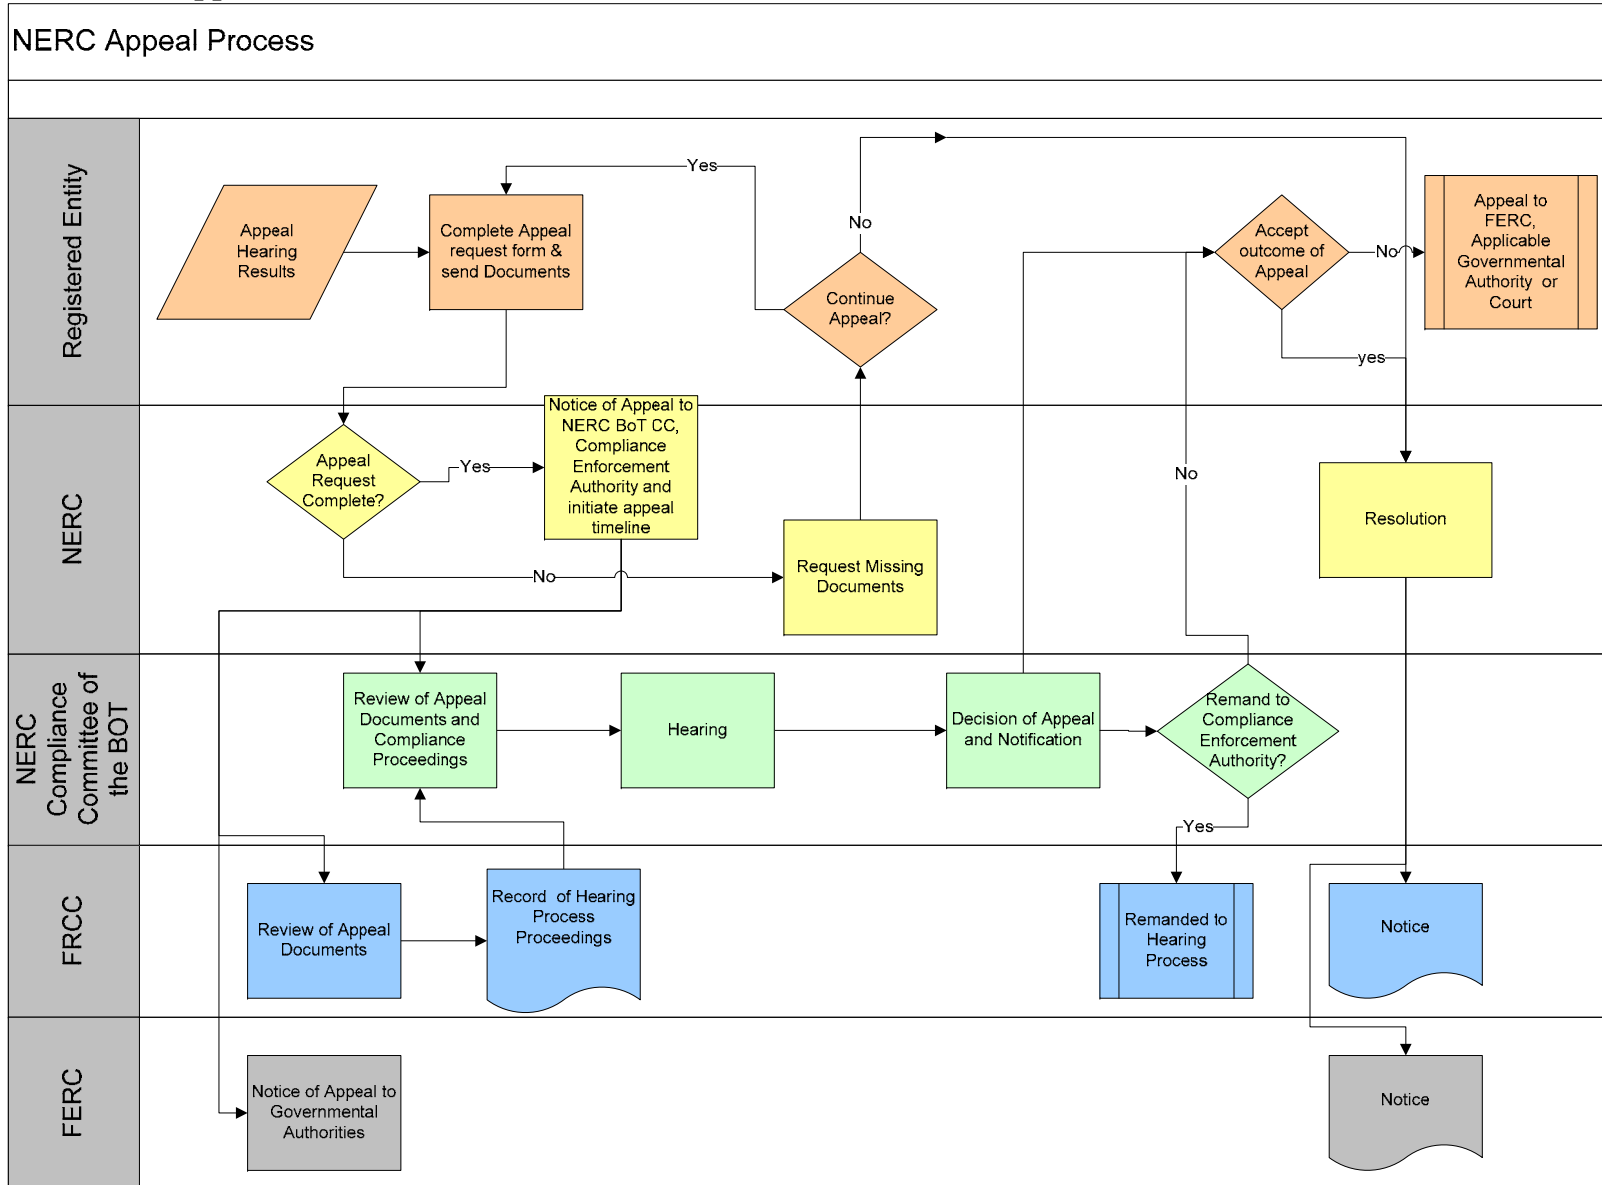 NERC Appeal Process
Registered Entity
Appeal
Hearing
Results
Complete Appeal
request form &
send Documents
Yes
No
Continue
Appeal?
Accept
outcome of
Appeal
No
yes
Appeal to
FERC,
Applicable
Governmental
Authority or
Court
NERC
Appeal
Request
Complete?
Yes
No
Notice of Appeal to
NERC BoT CC,
Compliance
Enforcement
Authority and
initiate appeal
timeline
Request Missing
Documents
No
Resolution
NERC
Compliance
Committee of
the BOT
Review of Appeal
Documents and
Compliance
Proceedings
Hearing
Decision of Appeal
and Notification
Remand to
Compliance
Enforcement
Authority?
Yes
FRCC
Review of Appeal
Documents
Record of Hearing
Process
Proceedings
Remanded to
Hearing
Process
Notice
FERC
Notice of Appeal to
Governmental
Authorities
Notice